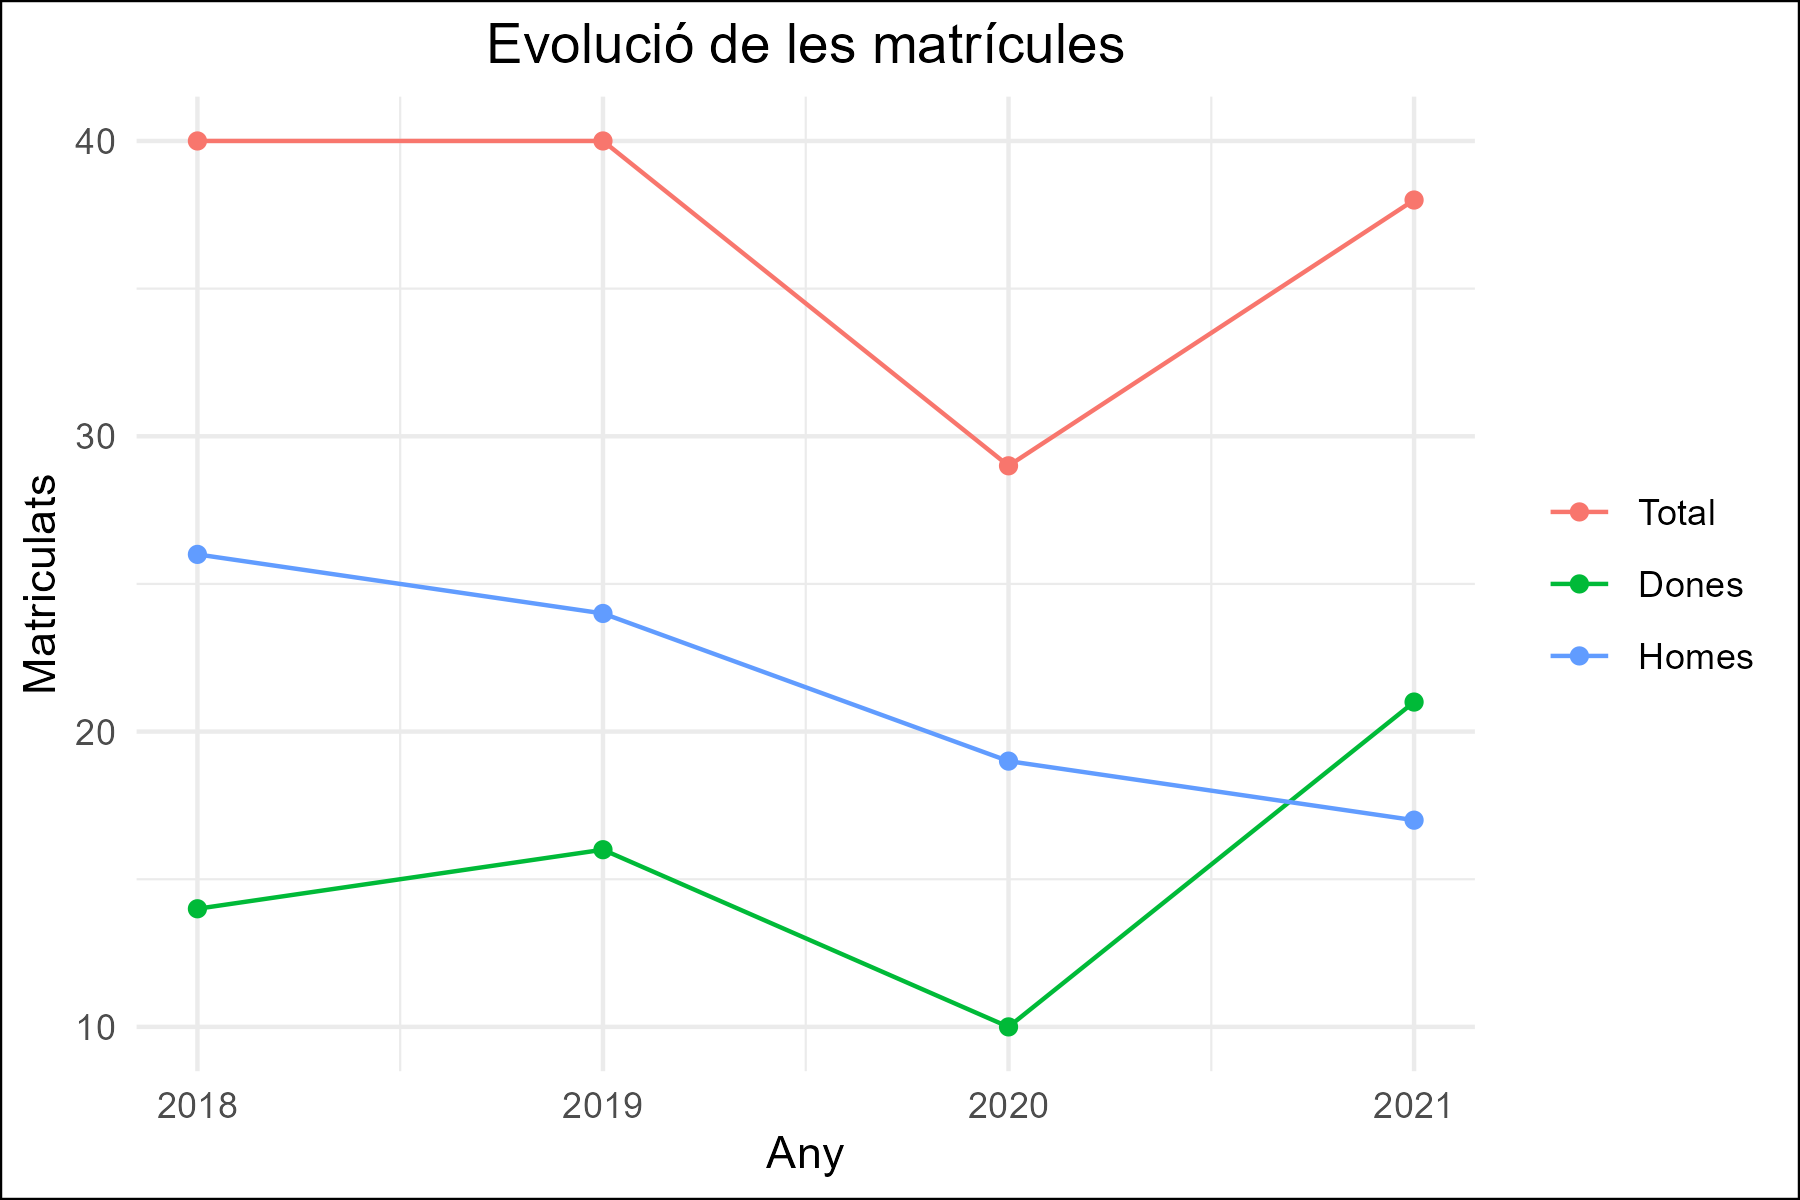 Evolució de les matrícules
40
30
20
10
Matriculats
2018
2019
2020
2021
Any
Total
Dones
Homes